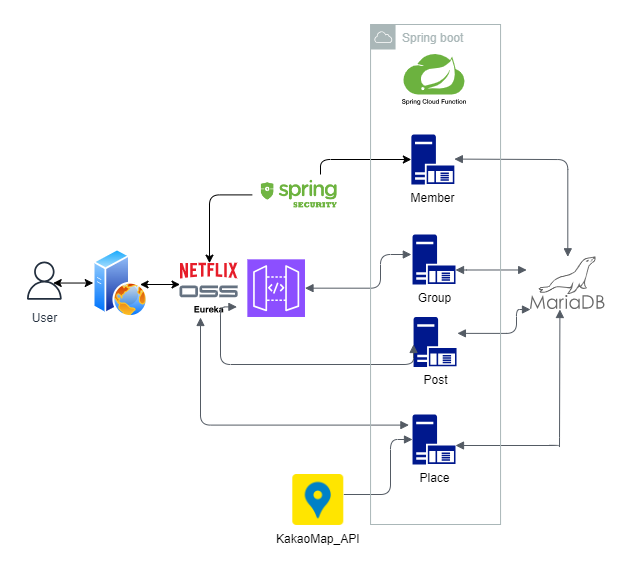 Spring boot
Spring Cloud Function
Member
spring
SECURITY
NETFLIX
OSS
Eureka
</>
Group
MariaDB
User
Post
Place
KakaoMap_API